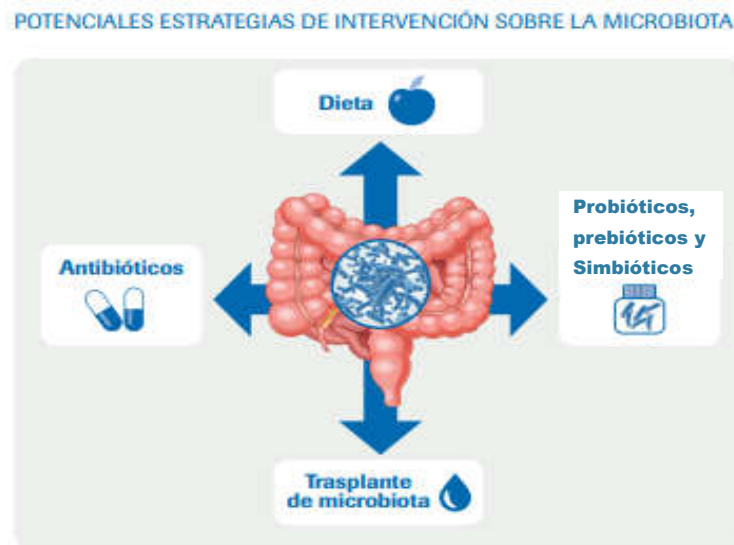 POTENCIALES ESTRATEGIAS DE INTERVENCIÓN SOBRE LA MICROBIOTA
Dieta
Probióticos,
prebióticos y
Simbióticos
Antibióticos
Trasplante
de microbiota